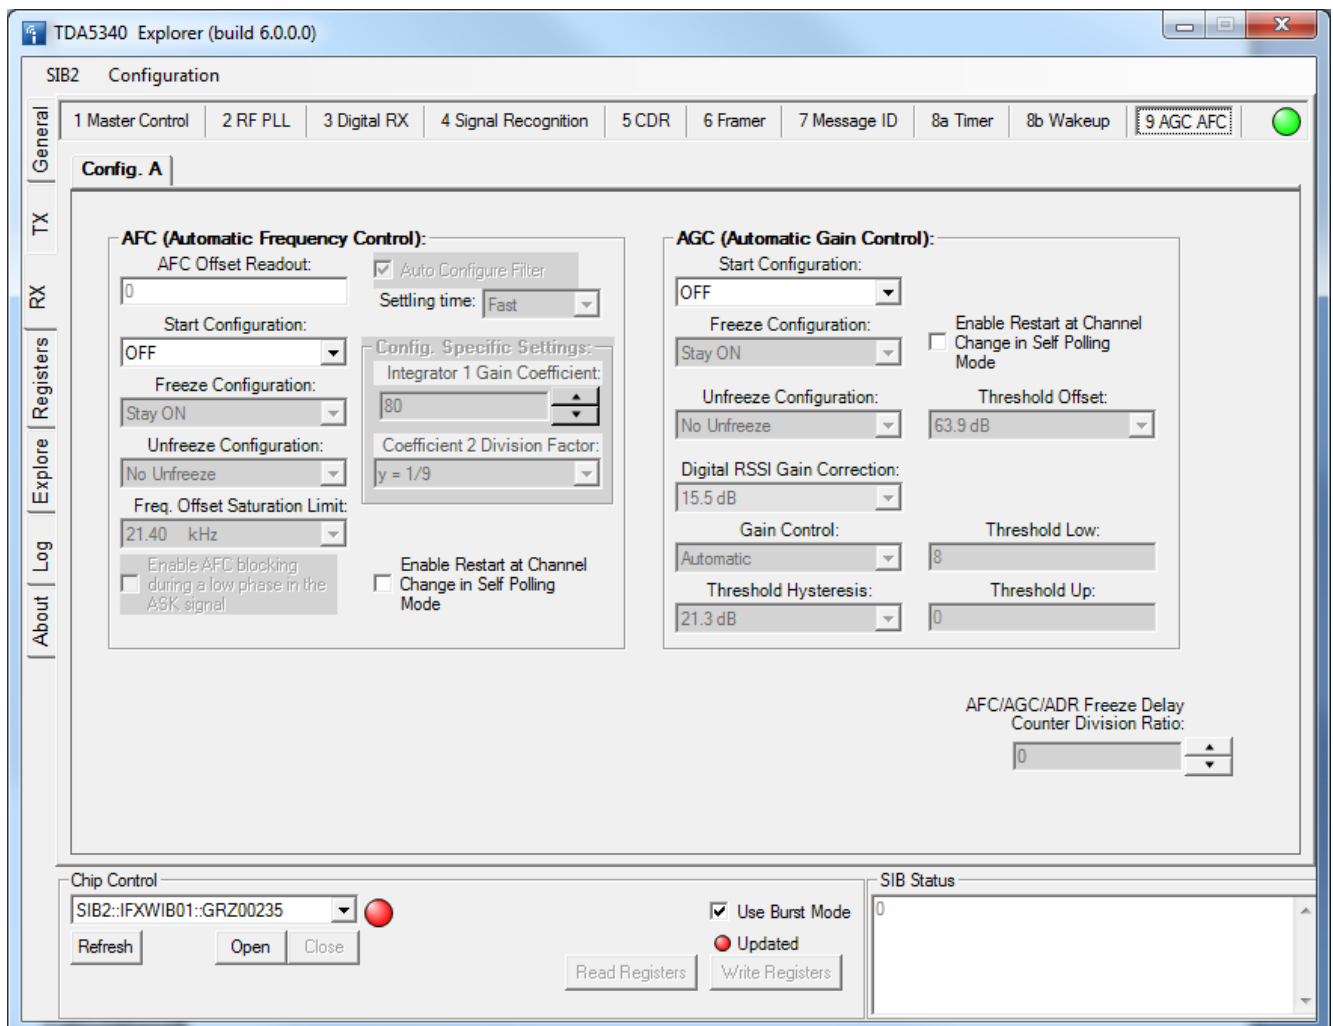 TDA5340 Explorer (build 6.0.0.0)
SIB2 Configuration
General
TX
RX
Registers
Explore
Log
About
1 Master Control 2 RF PLL 3 Digital RX 4 Signal Recognition 5 CDR 6 Framer 7 Message ID 8a Timer 8b Wakeup 9 AGC AFC
Config. A
AFC (Automatic Frequency Control):
AFC Offset Readout:
0
Auto Configure Filter
Settling time: Fast
Start Configuration:
OFF
Freeze Configuration:
Stay ON
Unfreeze Configuration:
No Unfreeze
Freq. Offset Saturation Limit:
21.40 kHz
Enable AFC blocking
during a low phase in the
ASK signal
Config. Specific Settings:
Integrator 1 Gain Coefficient:
80
Coefficient 2 Division Factor:
y = 1/9
Enable Restart at Channel
Change in Self Polling
Mode
AGC (Automatic Gain Control):
Start Configuration:
OFF
Freeze Configuration:
Stay ON
Enable Restart at Channel
Change in Self Polling
Mode
Unfreeze Configuration:
No Unfreeze
Threshold Offset:
63.9 dB
Digital RSSI Gain Correction:
15.5 dB
Gain Control:
Automatic
Threshold Low:
8
Threshold Hysteresis:
21.3 dB
Threshold Up:
0
AFC/AGC/ADR Freeze Delay
Counter Division Ratio:
0
Chip Control
SIB2::IFXWIB01::GRZ00235
Refresh Open Close
Use Burst Mode
Updated
Read Registers Write Registers
SIB Status
0